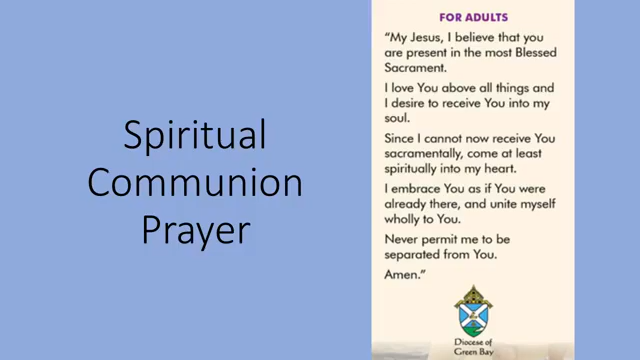 Spiritual
Communion
Prayer
FOR ADULTS
“My Jesus, I believe that you
are present in the most Blessed
Sacrament.
I love You above all things and
I desire to receive You into my
soul.
Since I cannot now receive You
sacramentally, come at least
spiritually into my heart.
I embrace You as if You were
already there, and unite myself
wholly to You.
Never permit me to be
separated from You.
Amen.”
Diocese of
Green Bay